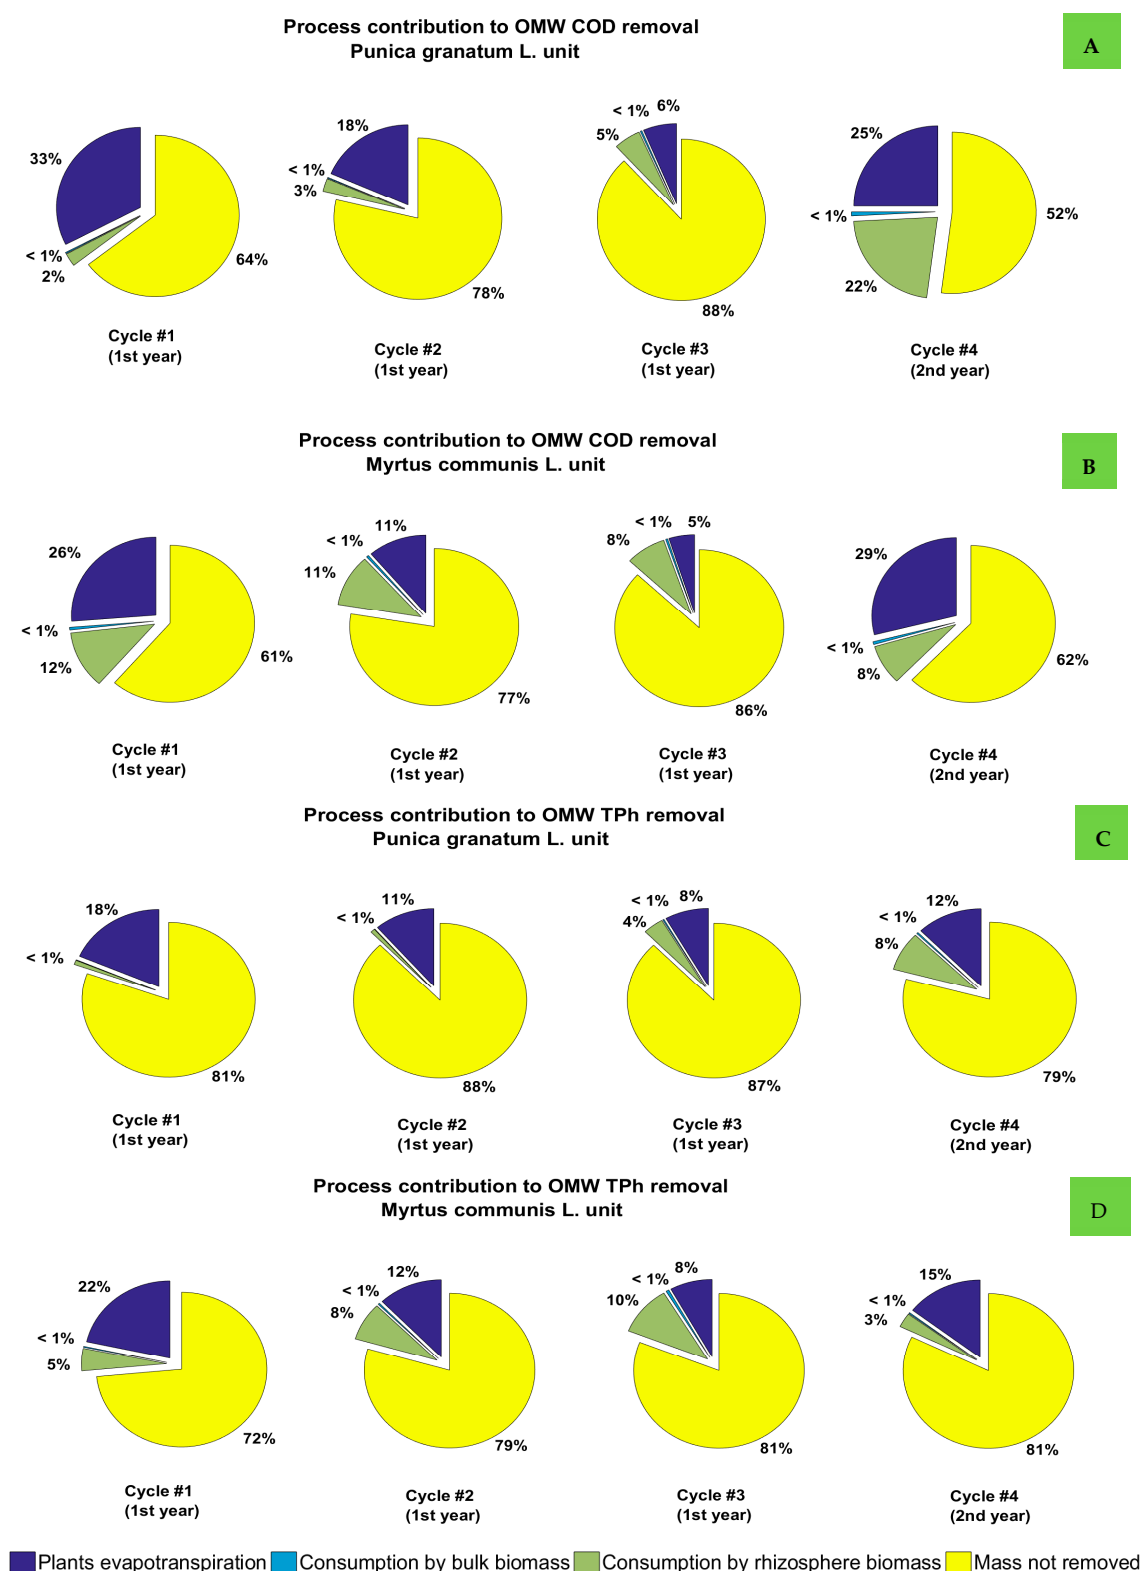 Process contribution to OMW COD removal
Punica granatum L. unit
A
33%
< 1%
2%
64%
Cycle #1
(1st year)
18%
< 1%
3%
78%
Cycle #2
(1st year)
< 1% 6%
5%
88%
Cycle #3
(1st year)
25%
< 1%
22%
52%
Cycle #4
(2nd year)
Process contribution to OMW COD removal
Myrtus communis L. unit
B
26%
< 1%
12%
61%
Cycle #1
(1st year)
11%
< 1%
11%
77%
Cycle #2
(1st year)
< 1% 5%
8%
86%
Cycle #3
(1st year)
29%
< 1%
8%
62%
Cycle #4
(2nd year)
Process contribution to OMW TPh removal
Punica granatum L. unit
C
18%
< 1%
81%
Cycle #1
(1st year)
11%
< 1%
88%
Cycle #2
(1st year)
< 1% 8%
4%
87%
Cycle #3
(1st year)
12%
< 1%
8%
79%
Cycle #4
(2nd year)
Process contribution to OMW TPh removal
Myrtus communis L. unit
D
22%
< 1%
5%
72%
Cycle #1
(1st year)
12%
< 1%
8%
79%
Cycle #2
(1st year)
8%
< 1%
10%
81%
Cycle #3
(1st year)
15%
< 1%
3%
81%
Cycle #4
(2nd year)
Plants evapotranspiration Consumption by bulk biomass Consumption by rhizosphere biomass Mass not removed